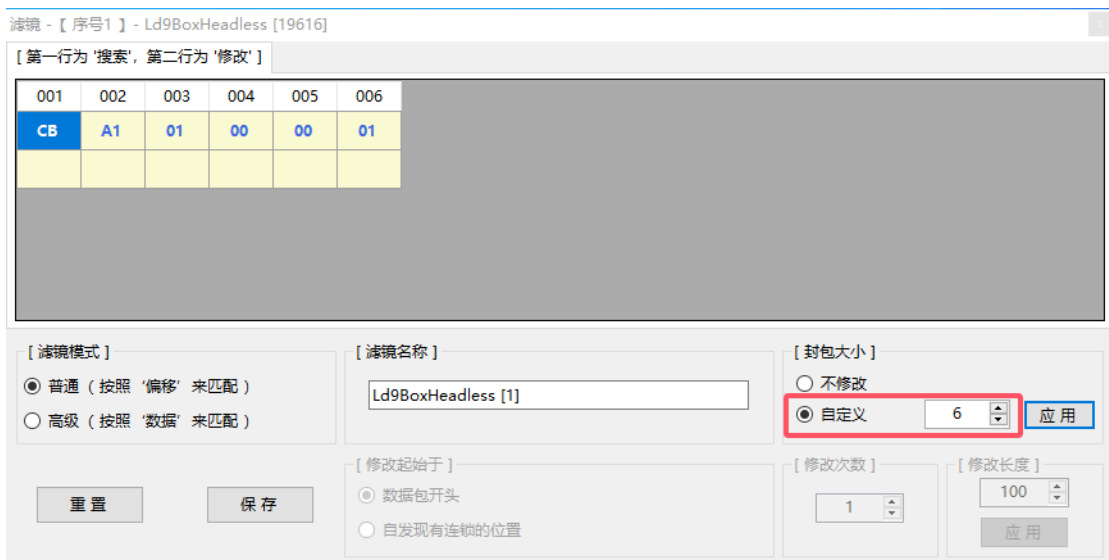 滤镜 - 【 序号1 】 - Ld9BoxHeadless [19616]
x
[ 第一行为 '搜索',  第二行为 '修改' ]
001 002 003 004 005 006
CB A1 01 00 00 01
[ 滤镜模式 ]
普通 ( 按照 '偏移' 来匹配 )
高级 ( 按照 '数据' 来匹配 )
[ 滤镜名称 ]
Ld9BoxHeadless [1]
[ 封包大小 ]
不修改
自定义 6 应 用
重 置 保 存
[ 修改起始于 ]
数据包开头
自发现有连锁的位置
[ 修改次数 ]
1
[ 修改长度 ]
100
应 用